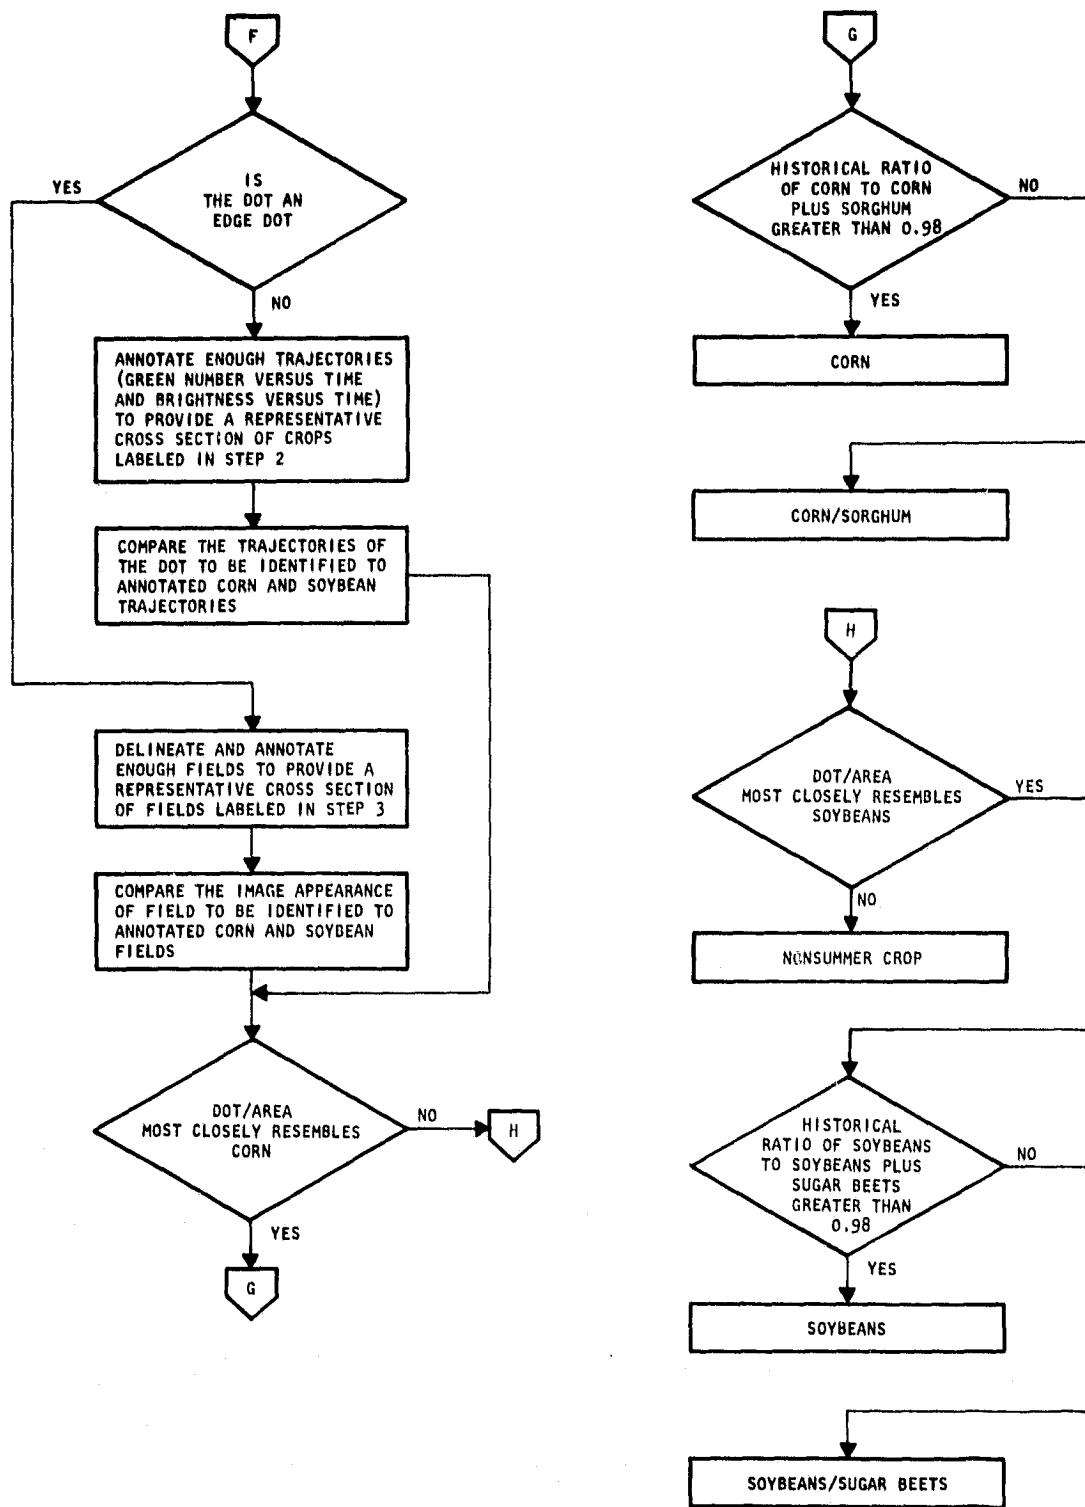 F
IS
THE DOT AN
EDGE DOT
YES
NO
ANNOTATE ENOUGH TRAJECTORIES
(GREEN NUMBER VERSUS TIME
AND BRIGHTNESS VERSUS TIME)
TO PROVIDE A REPRESENTATIVE
CROSS SECTION OF CROPS
LABELED IN STEP 2
COMPARE THE TRAJECTORIES OF
THE DOT TO BE IDENTIFIED TO
ANNOTATED CORN AND SOYBEAN
TRAJECTORIES
DELINEATE AND ANNOTATE
ENOUGH FIELDS TO PROVIDE A
REPRESENTATIVE CROSS SECTION
OF FIELDS LABELED IN STEP 3
COMPARE THE IMAGE APPEARANCE
OF FIELD TO BE IDENTIFIED TO
ANNOTATED CORN AND SOYBEAN
FIELDS
DOT/AREA
MOST CLOSELY RESEMBLES
CORN
NO
H
YES
G
G
HISTORICAL RATIO
OF CORN TO CORN
PLUS SORGHUM
GREATER THAN 0.98
NO
YES
CORN
CORN/SORGHUM
H
DOT/AREA
MOST CLOSELY RESEMBLES
SOYBEANS
YES
NO
NONSUMMER CROP
HISTORICAL
RATIO OF SOYBEANS
TO SOYBEANS PLUS
SUGAR BEETS
GREATER THAN
0.98
NO
YES
SOYBEANS
SOYBEANS/SUGAR BEETS